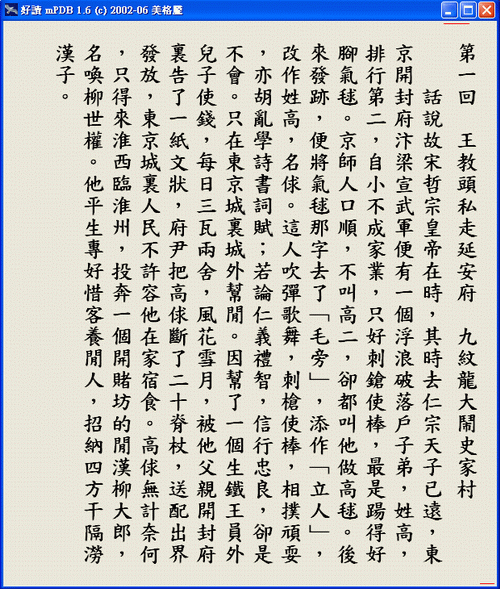 好讀 mPDB 1.6 (c) 2002-06 美格騰
第一回　王教頭私走延安府　九紋龍大鬧史家村
話說故宋哲宗皇帝在時，其時去仁宗天子已遠，東
京開封府汴梁宣武軍便有一個浮浪破落戶子弟，姓高，
排行第二，自小不成家業，只好刺鎗使棒，最是踢得好
腳氣毬。京師人口順，不叫高二，卻都叫他做高毬。後
來發跡，便將氣毬那字去了「毛旁」，添作「立人」，
改作姓高，名俅。這人吹彈歌舞，刺槍使棒，相撲頑耍
，亦胡亂學詩書詞賦；若論仁義禮智，信行忠良，卻是
不會。只在東京城裏城外幫閒。因幫了一個生鐵王員外
兒子使錢，每日三瓦兩舍，風花雪月，被他父親開封府
裏告了一紙文狀，府尹把高俅斷了二十脊杖，送配出界
發放，東京城裏人民不許容他在家宿食。高俅無計奈何
，只得來淮西臨淮州，投奔一個開賭坊的閒漢柳大郎，
名喚柳世權。他平生專好惜客養閒人，招納四方干隔澇
漢子。